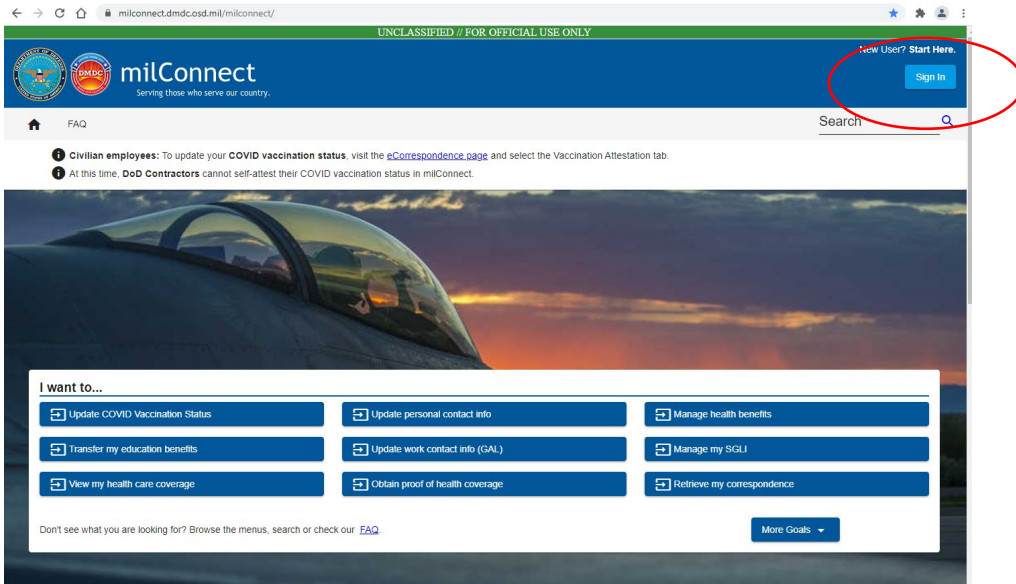 milconnect.dmdc.osd.mil/milconnect/
UNCLASSIFIED // FOR OFFICIAL USE ONLY
New User? Start Here.
DMDC
milConnect
Serving those who serve our country.
Sign In
FAQ
Search
Civilian employees: To update your COVID vaccination status, visit the eCorrespondence page and select the Vaccination Attestation tab.
At this time, DoD Contractors cannot self-attest their COVID vaccination status in milConnect.
I want to...
Update COVID Vaccination Status
Update personal contact info
Manage health benefits
Transfer my education benefits
Update work contact info (GAL)
Manage my SGLI
View my health care coverage
Obtain proof of health coverage
Retrieve my correspondence
Don't see what you are looking for? Browse the menus, search or check our FAQ.
More Goals